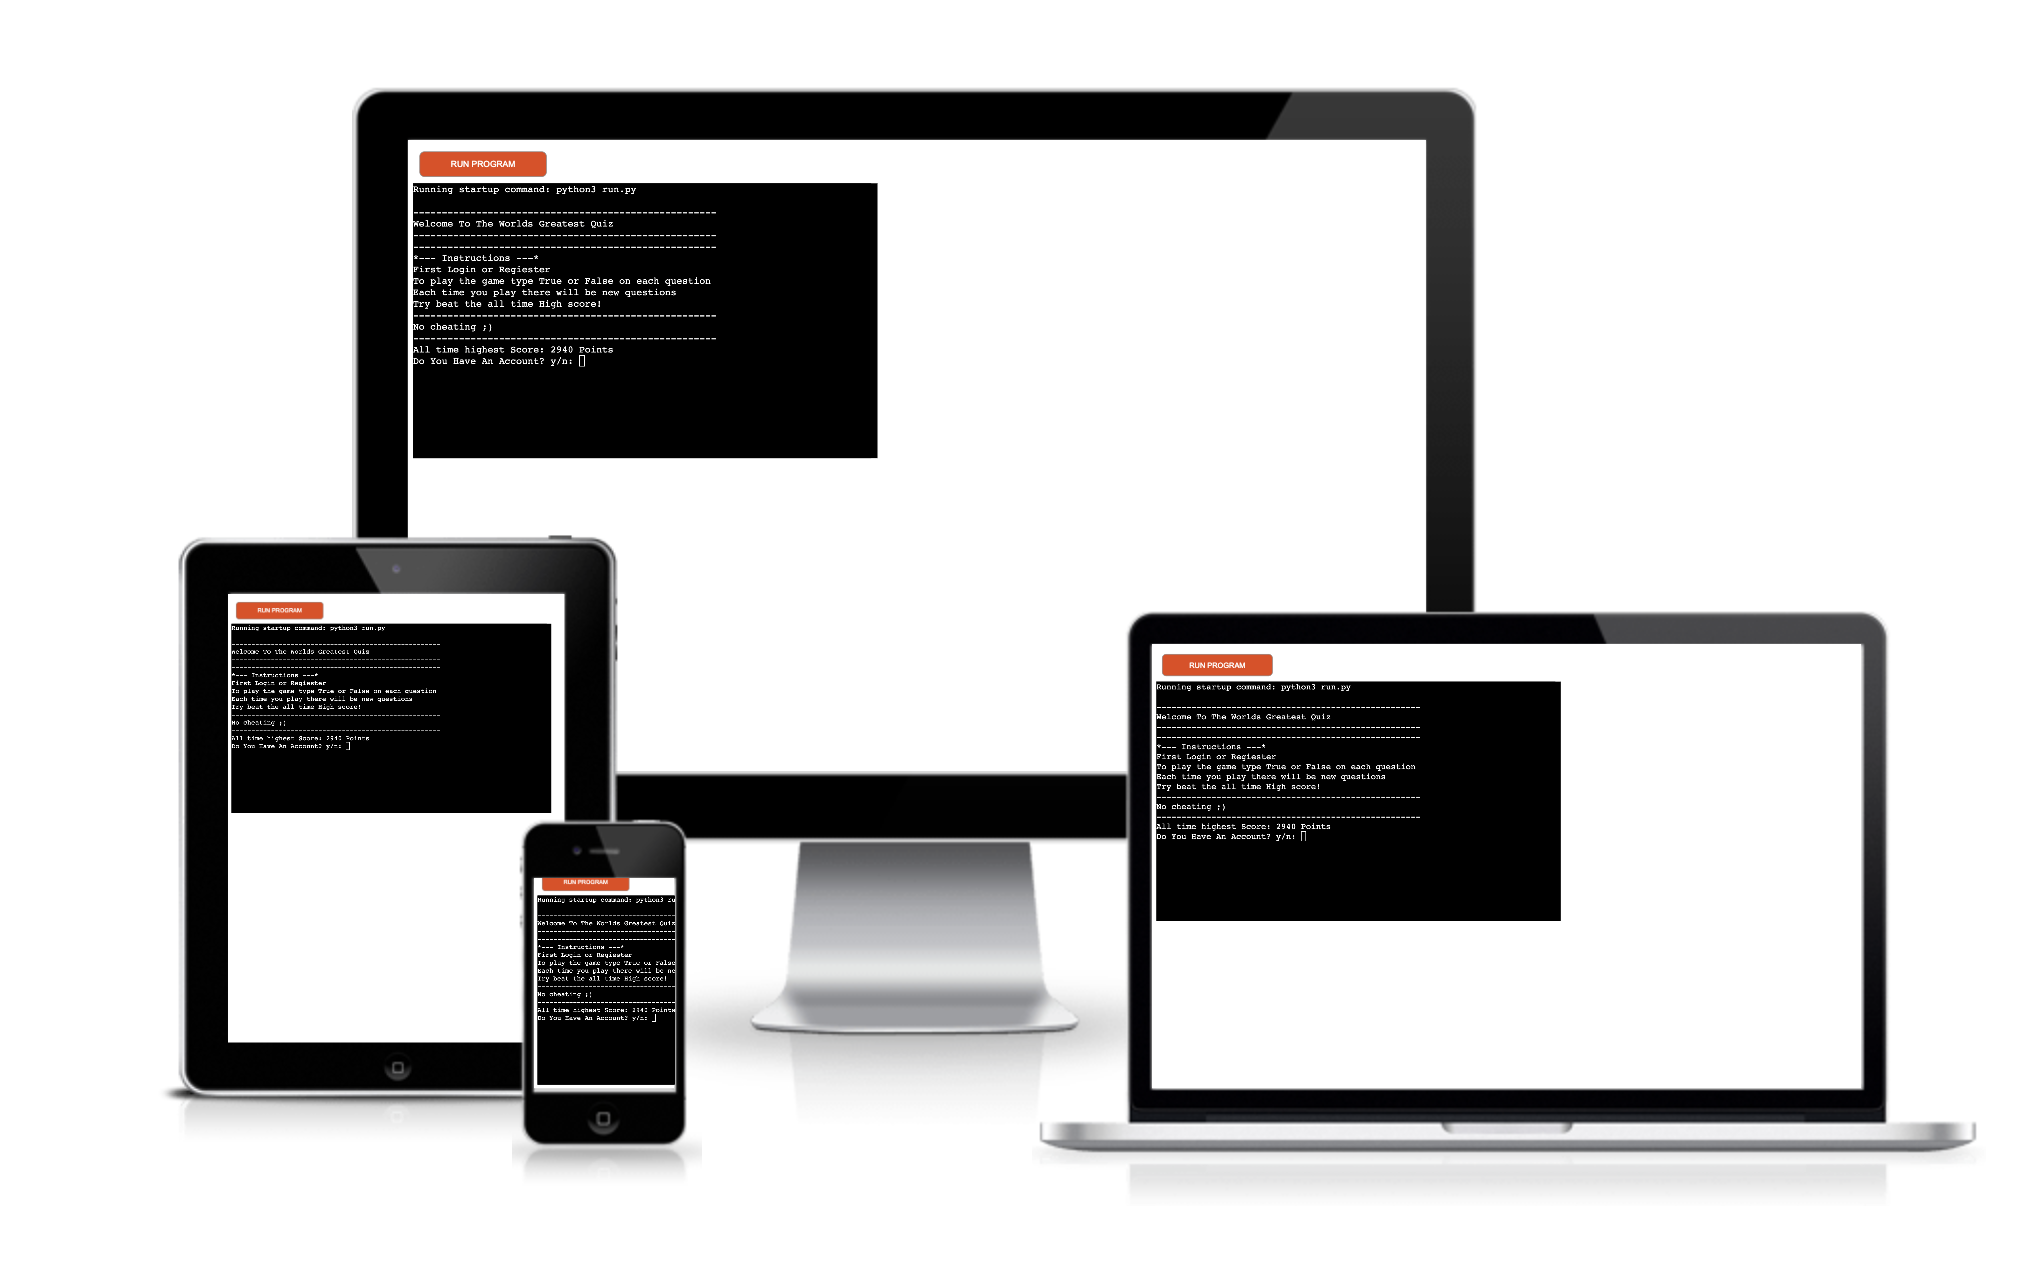 RUN PROGRAM
Running startup command: python3 run.py
-----------------------------------------------------
Welcome To The Worlds Greatest Quiz
-----------------------------------------------------
-----------------------------------------------------
*--- Instructions ---*
First Login or Regiester
To play the game type True or False on each question
Each time you play there will be new questions
Try beat the all time High score!
-----------------------------------------------------
No cheating ;)
-----------------------------------------------------
All time highest Score: 2940 Points
Do You Have An Account? y/n:
RUN PROGRAM
Running startup command: python3 run.py
-----------------------------------------------------
Welcome To The Worlds Greatest Quiz
-----------------------------------------------------
-----------------------------------------------------
*--- Instructions ---*
First Login or Regiester
To play the game type True or False on each question
Each time you play there will be new questions
Try beat the all time High score!
-----------------------------------------------------
No cheating ;)
-----------------------------------------------------
All time highest Score: 2940 Points
Do You Have An Account? y/n:
RUN PROGRAM
Running startup command: python3 ru
-----------------------------------
Welcome To The Worlds Greatest Quiz
-----------------------------------
-----------------------------------
*--- Instructions ---*
First Login or Regiester
To play the game type True or False
Each time you play there will be ne
Try beat the all time High score!
-----------------------------------
No cheating ;)
-----------------------------------
All time highest Score: 2940 Points
Do You Have An Account? y/n:
RUN PROGRAM
Running startup command: python3 run.py
-----------------------------------------------------
Welcome To The Worlds Greatest Quiz
-----------------------------------------------------
-----------------------------------------------------
*--- Instructions ---*
First Login or Regiester
To play the game type True or False on each question
Each time you play there will be new questions
Try beat the all time High score!
-----------------------------------------------------
No cheating ;)
-----------------------------------------------------
All time highest Score: 2940 Points
Do You Have An Account? y/n: